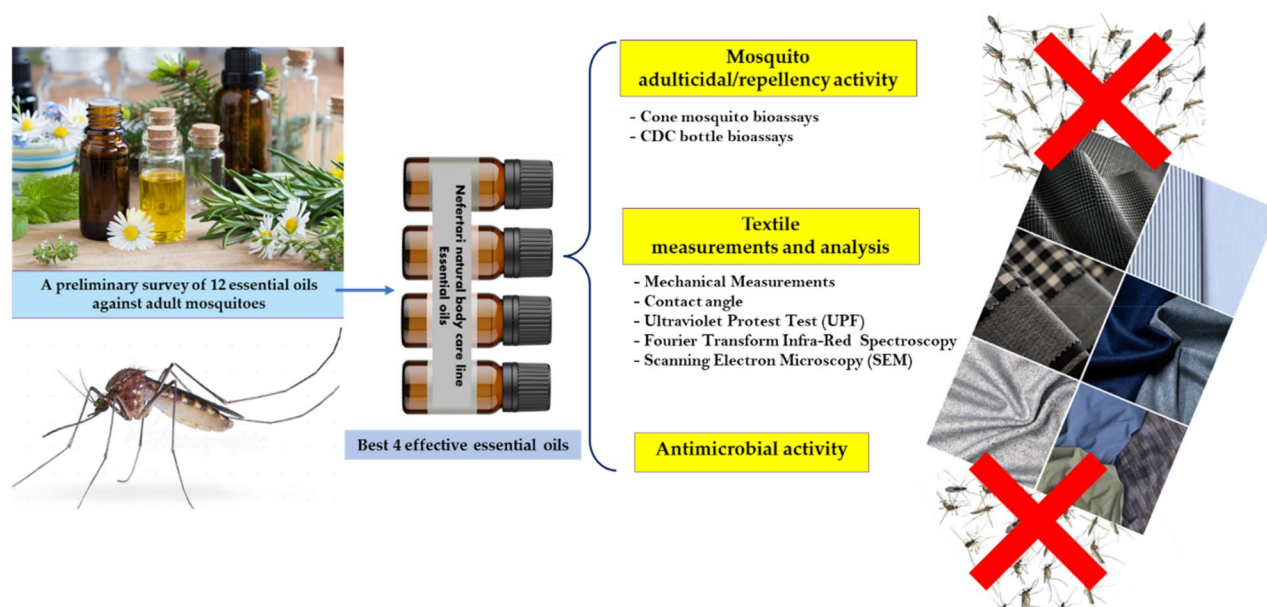 A preliminary survey of 12 essential oils
against adult mosquitoes
Nefertari natural body care line
Essential oils
Best 4 effective essential oils
Mosquito
adulticidal/repellency activity
- Cone mosquito bioassays
- CDC bottle bioassays
Textile
measurements and analysis
- Mechanical Measurements
- Contact angle
- Ultraviolet Protest Test (UPF)
- Fourier Transform Infra-Red Spectroscopy
- Scanning Electron Microscopy (SEM)
Antimicrobial activity